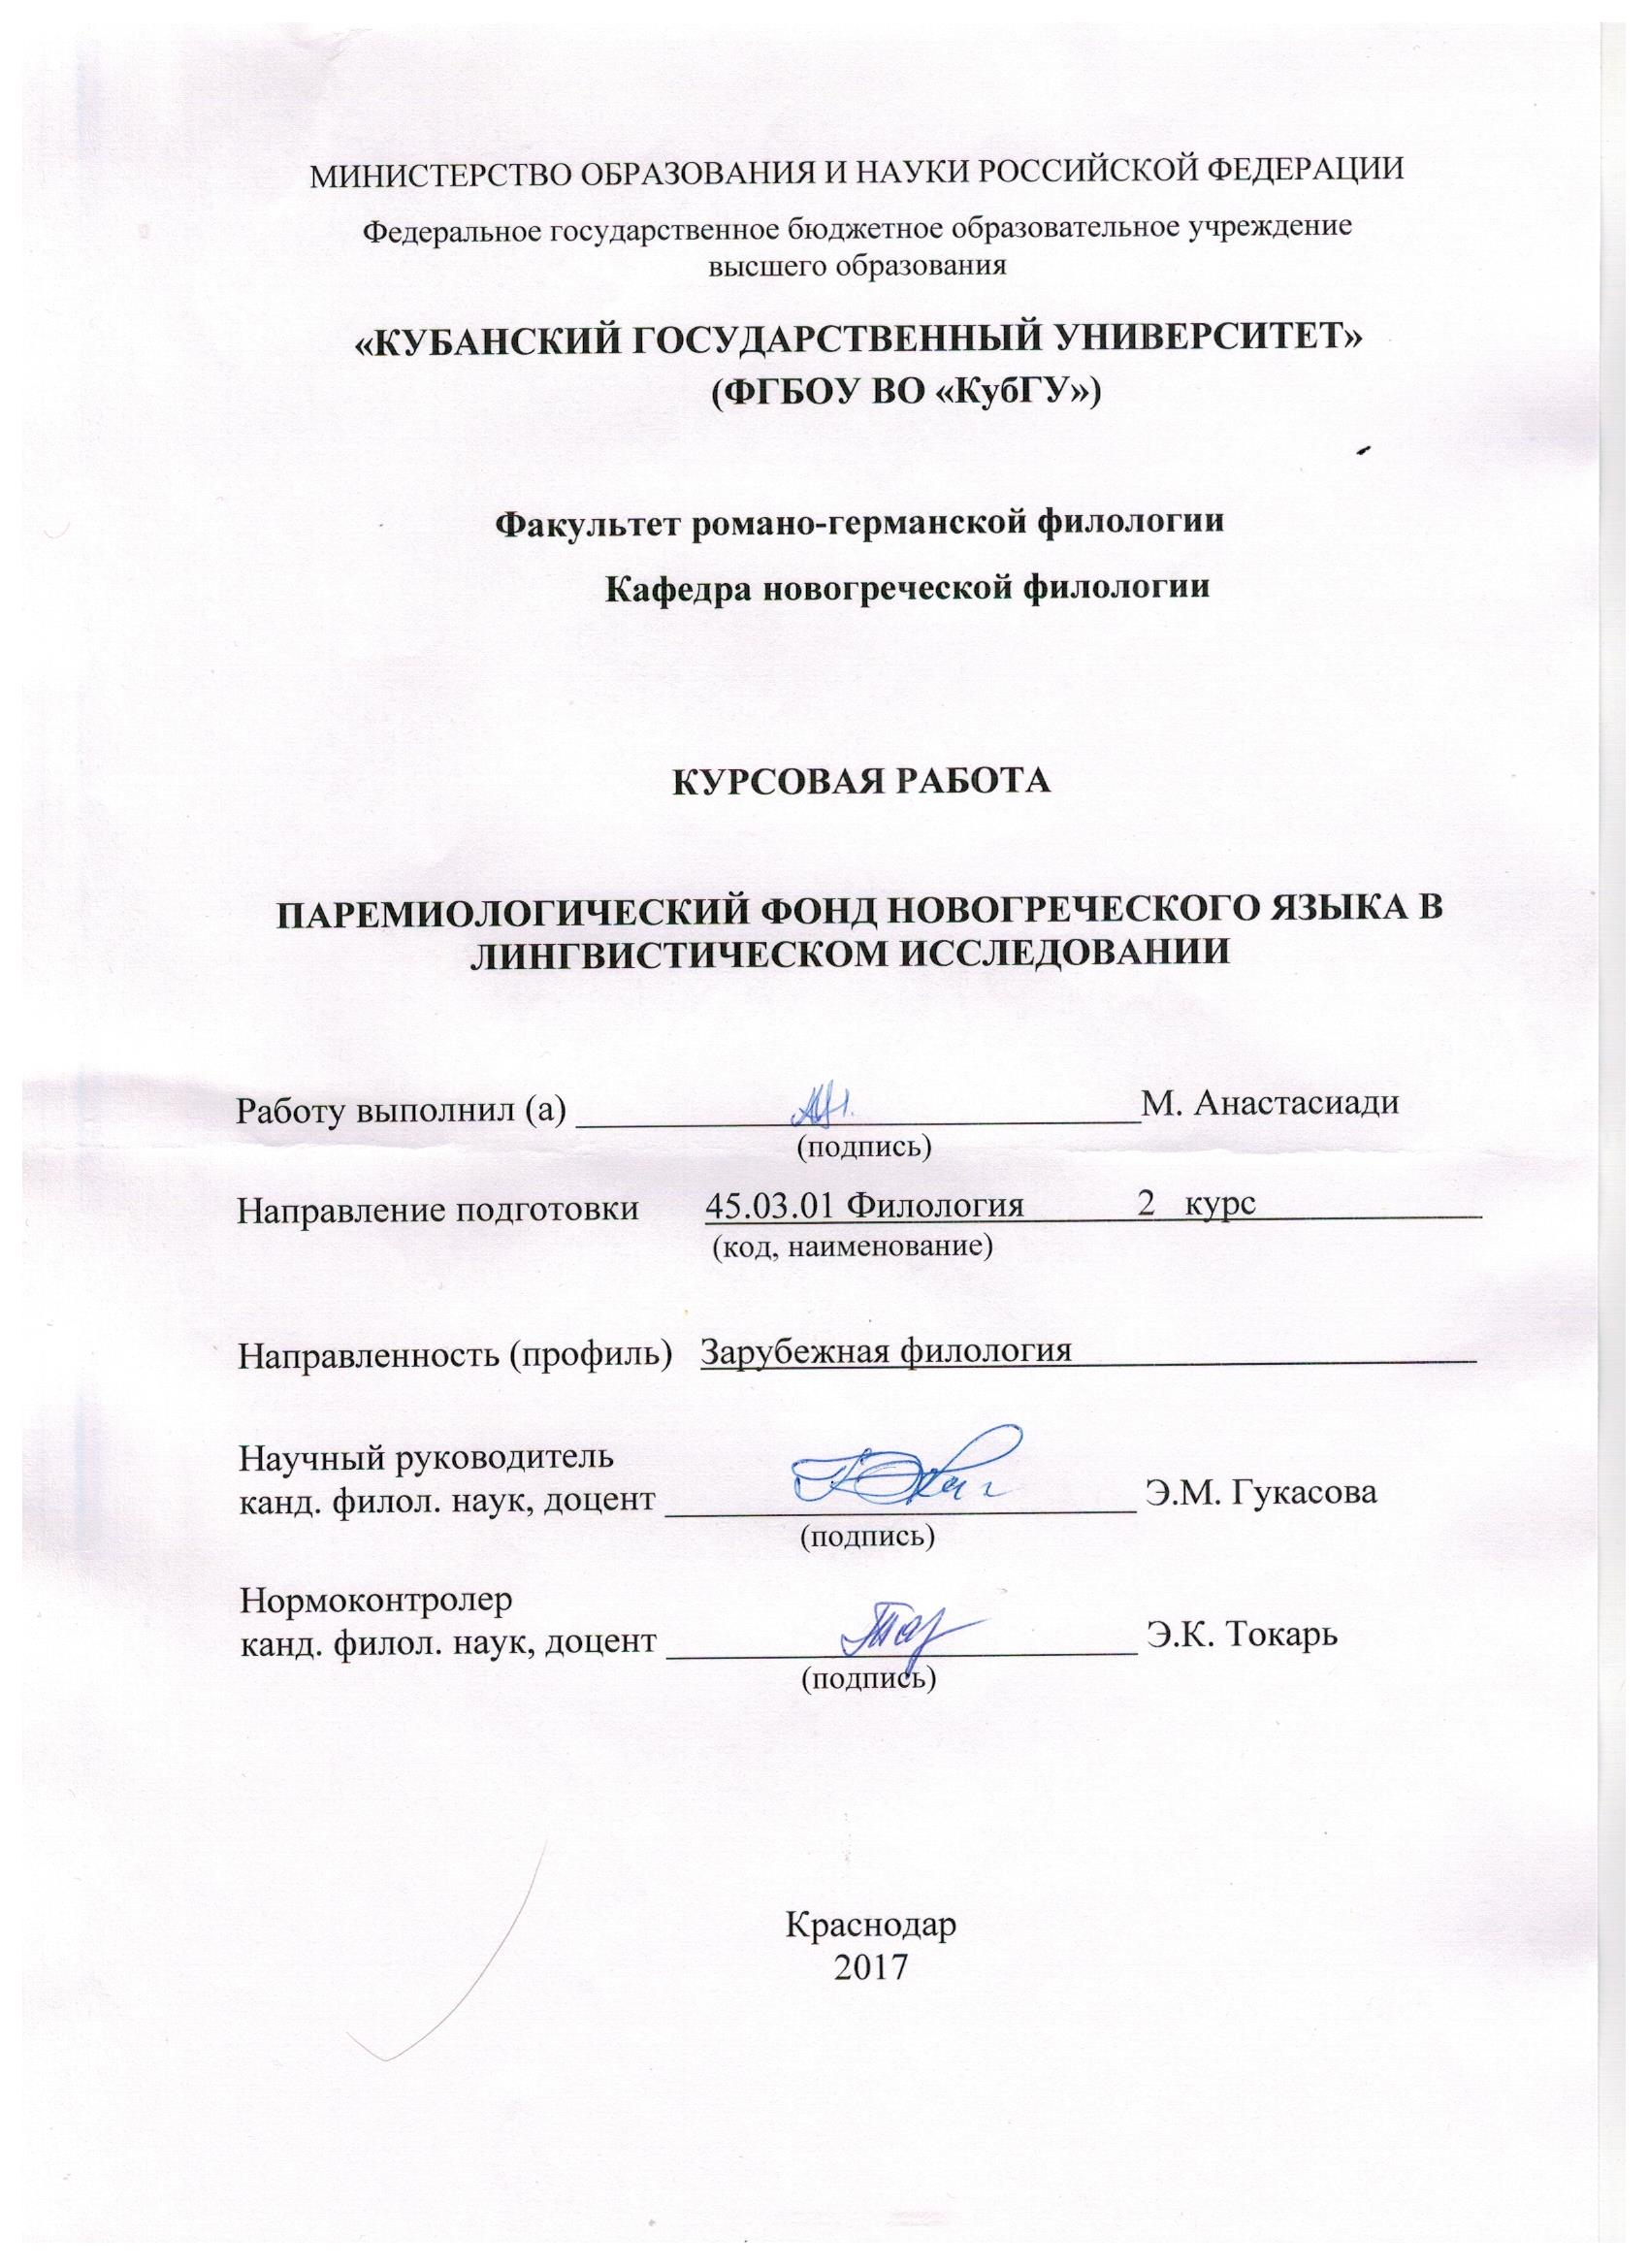 МИНИСТЕРСТВО ОБРАЗОВАНИЯ И НАУКИ РОССИЙСКОЙ ФЕДЕРАЦИИ
Федеральное государственное бюджетное образовательное учреждение
высшего образования
«КУБАНСКИЙ ГОСУДАРСТВЕННЫЙ УНИВЕРСИТЕТ»
(ФГБОУ ВО «КубГУ»)
Факультет романо-германской филологии
Кафедра новогреческой филологии
КУРСОВАЯ РАБОТА
ПАРЕМИОЛОГИЧЕСКИЙ ФОНД НОВОГРЕЧЕСКОГО ЯЗЫКА В
ЛИНГВИСТИЧЕСКОМ ИССЛЕДОВАНИИ
Работу выполнил (а) М. Анастасиади
(подпись)
Направление подготовки 45.03.01 Филология 2 курс
(код, наименование)
Направленность (профиль) Зарубежная филология
Научный руководитель
канд. филол. наук, доцент Э.М. Гукасова
(подпись)
Нормоконтролер
канд. филол. наук, доцент Э.К. Токарь
(подпись)
Краснодар
2017